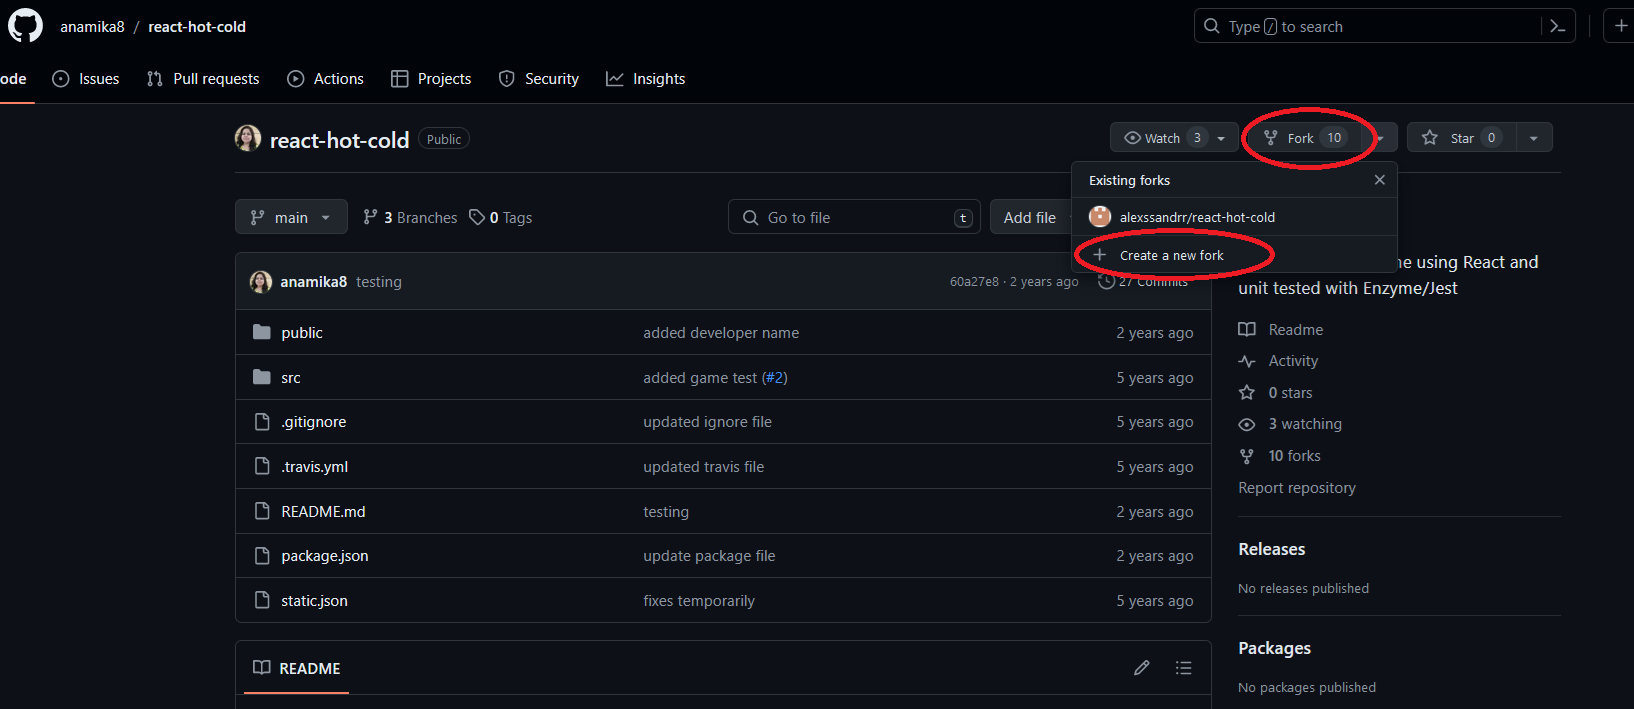 anamika8 / react-hot-cold
Type / to search
ode Issues Pull requests Actions Projects Security Insights
react-hot-cold Public
Watch 3 Fork 10 Star 0
Existing forks
alexssandrr/react-hot-cold
Create a new fork
main 3 Branches 0 Tags
Go to file t
Add file
anamika8 testing 60a27e8 · 2 years ago 27 Commits
public added developer name 2 years ago
src added game test (#2) 5 years ago
.gitignore updated ignore file 5 years ago
.travis.yml updated travis file 5 years ago
README.md testing 2 years ago
package.json update package file 2 years ago
static.json fixes temporarily 5 years ago
README
using React and
unit tested with Enzyme/Jest
Readme
Activity
0 stars
3 watching
10 forks
Report repository
Releases
No releases published
Packages
No packages published